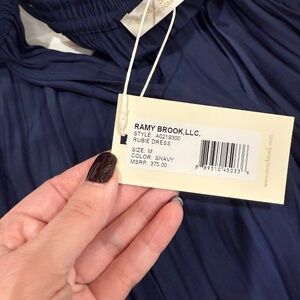 RAMY BROOK,LLC.
STYLE: A0219300
RUBIE DRESS
SIZE: M
COLOR: SNAVY
MSRP: 375.00
www.ramybrook.com